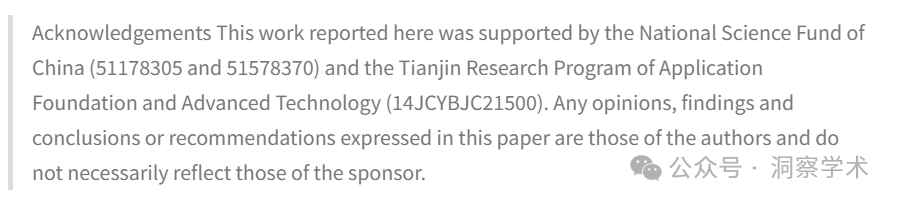 Acknowledgements This work reported here was supported by the National Science Fund of
China (51178305 and 51578370) and the Tianjin Research Program of Application
Foundation and Advanced Technology (14JCYBJC21500). Any opinions, findings and
conclusions or recommendations expressed in this paper are those of the authors and do
not necessarily reflect those of the sponsor.
公众号 · 洞察学术